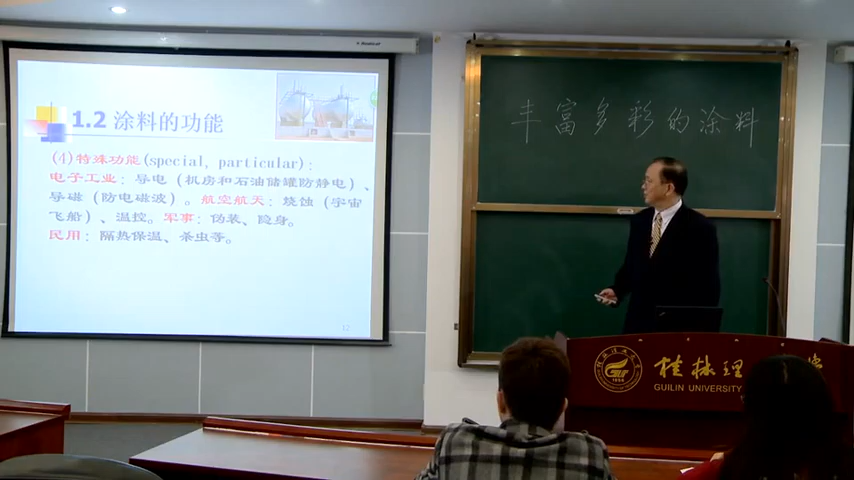 1.2 涂料的功能
(4)特殊功能(special, particular):
电子工业：导电（机房和石油储罐防静电）、
导磁（防电磁波）。航空航天：烧蚀（宇宙
飞船）、温控。军事：伪装、隐身。
民用：隔热保温、杀虫等。
12
丰富多彩的涂料
桂林理
GUILIN UNIVERSITY